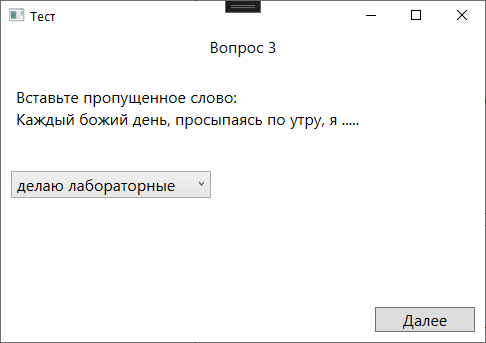 Тест
Вопрос 3
Вставьте пропущенное слово:
Каждый божий день, просыпаясь по утру, я .....
делаю лабораторные
Далее